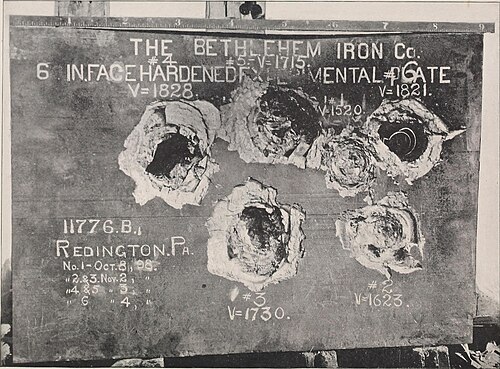 THE BETHLEHEM IRON Co.
6 IN. FACE HARDENED EXPERIMENTAL PLATE
#4
V=1828.
#5-V=1715.
#6
V=1821.
#1
V=1520.
11776.B.,
REDINGTON, PA.
No. 1 - OCT. 8, 98.
" 2 & 3 Nov. 2, "
" 4 & 5 " 3, "
" 6 " 4, "
#3
V=1730.
#2
V=1623.